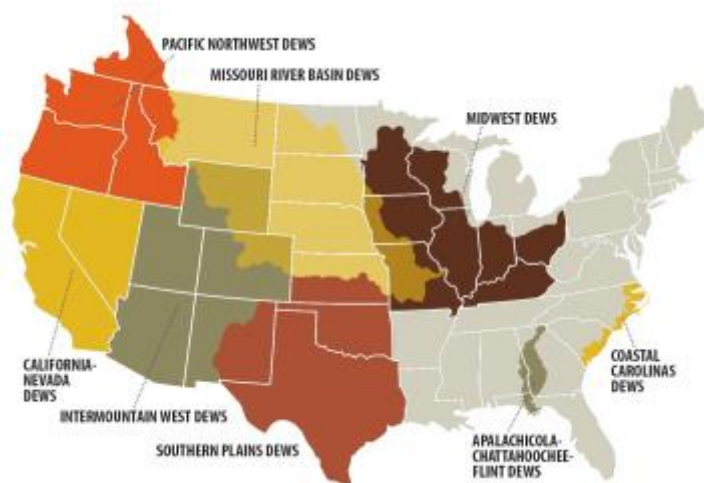 PACIFIC NORTHWEST DEWS
MISSOURI RIVER BASIN DEWS
MIDWEST DEWS
CALIFORNIA-
NEVADA
DEWS
INTERMOUNTAIN WEST DEWS
SOUTHERN PLAINS DEWS
COASTAL
CAROLINAS
DEWS
APALACHICOLA-
CHATTAHOOCHEE-
FLINT DEWS